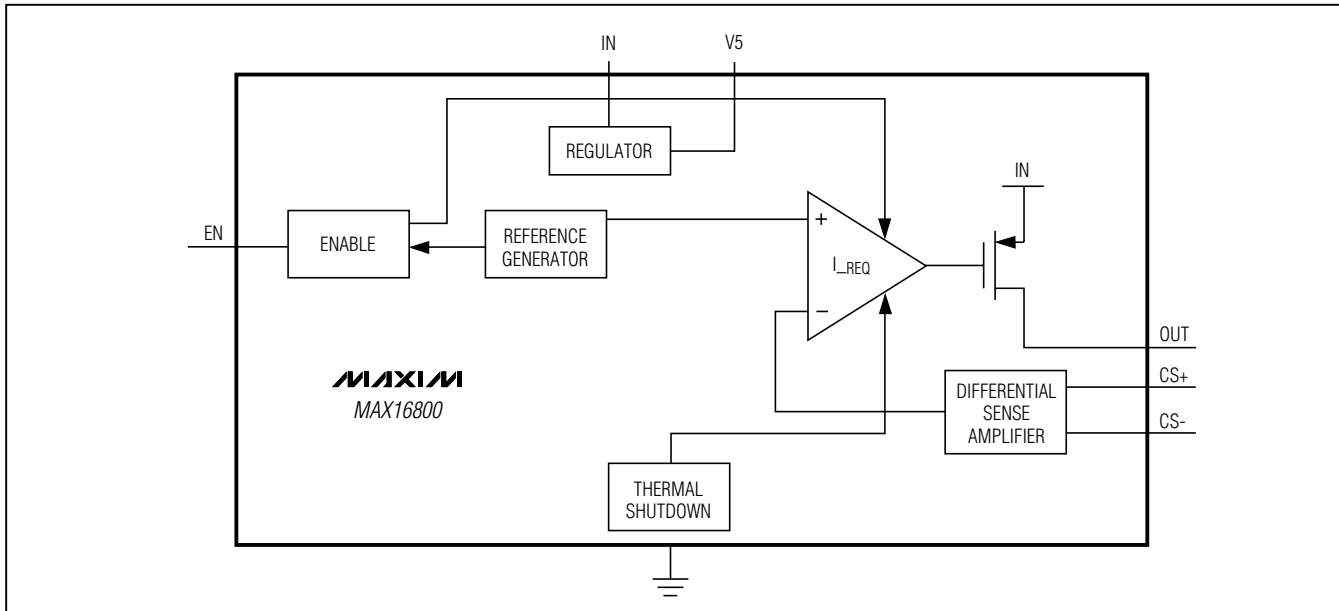 IN
V5
REGULATOR
IN
EN
ENABLE
REFERENCE
GENERATOR
+
I_REQ
−
OUT
CS+
CS-
DIFFERENTIAL
SENSE
AMPLIFIER
MAXIM
MAX16800
THERMAL
SHUTDOWN